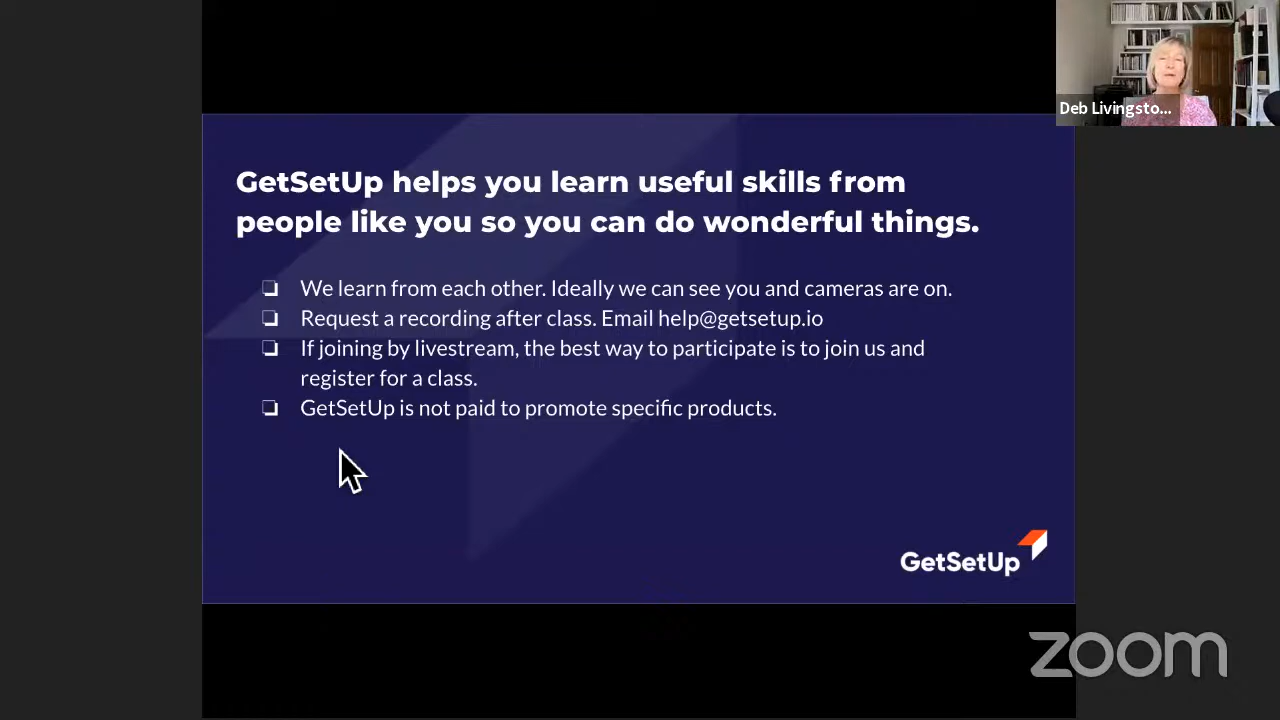 Deb Livingsto...
GetSetUp helps you learn useful skills from
people like you so you can do wonderful things.
We learn from each other. Ideally we can see you and cameras are on.
Request a recording after class. Email help@getsetup.io
If joining by livestream, the best way to participate is to join us and
register for a class.
GetSetUp is not paid to promote specific products.
GetSetUp
zoom